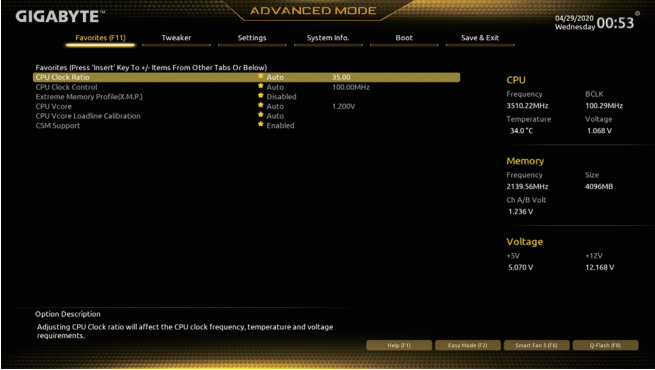 GIGABYTE™
ADVANCED MODE
04/29/2020
Wednesday 00:53
Favorites (F11) Tweaker Settings System Info. Boot Save & Exit
Favorites (Press 'Insert' Key To +/- Items From Other Tabs Or Below)
CPU Clock Ratio Auto 35.00
CPU Clock Control Auto 100.00MHz
Extreme Memory Profile(X.M.P.) Disabled
CPU Vcore Auto 1.200V
CPU Vcore Loadline Calibration Auto
CSM Support Enabled
CPU
Frequency BCLK
3510.22MHz 100.29MHz
Temperature Voltage
34.0 °C 1.068 V
Memory
Frequency Size
2139.56MHz 4096MB
Ch A/B Volt
1.236 V
Voltage
+5V +12V
5.070 V 12.168 V
Option Description
Adjusting CPU Clock ratio will affect the CPU clock frequency, temperature and voltage
requirements.
Help (F1) Easy Mode (F2) Smart Fan 5 (F6) Q-Flash (F8)